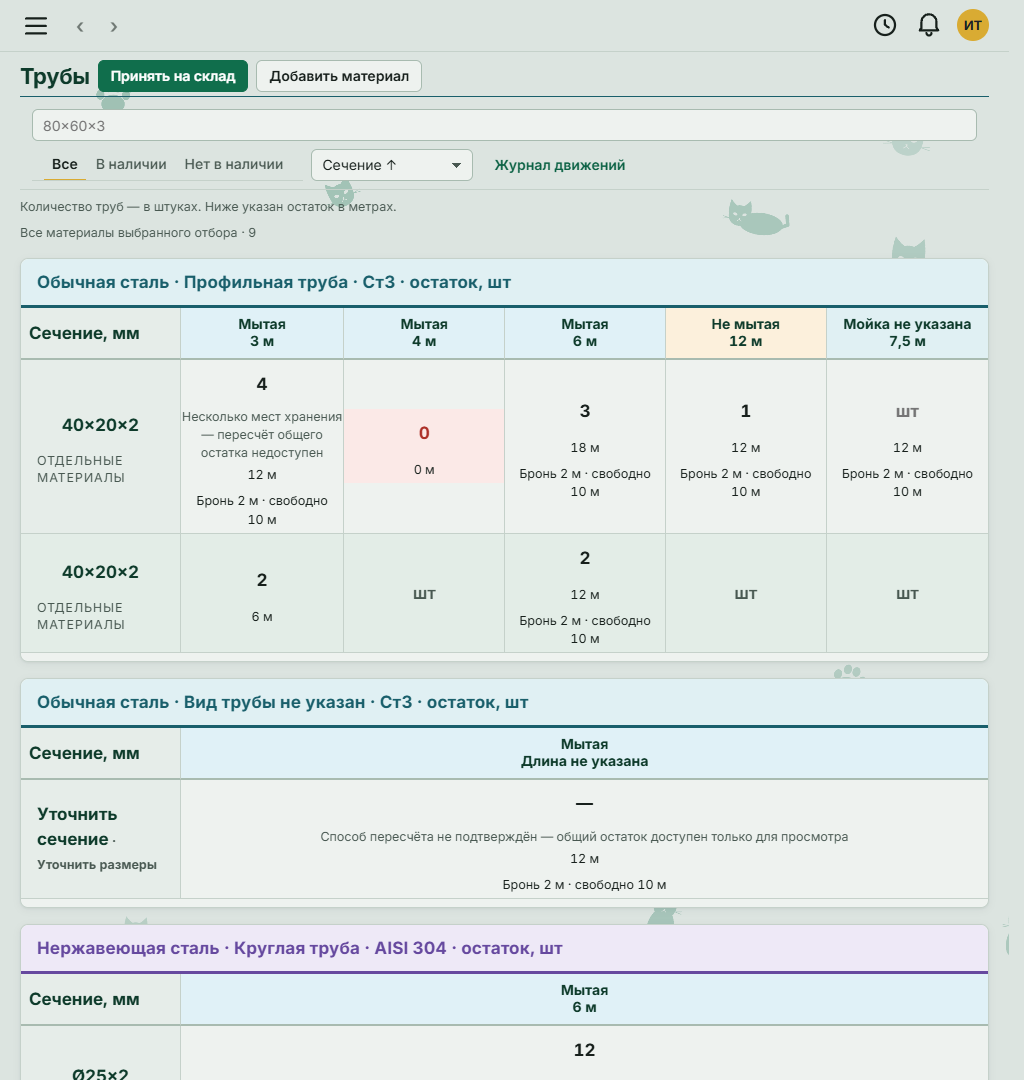 ИТ
Трубы
Принять на склад
Добавить материал
80×60×3
Все
В наличии
Нет в наличии
Сечение ↑
Журнал движений
Количество труб — в штуках. Ниже указан остаток в метрах.
Все материалы выбранного отбора · 9
Обычная сталь · Профильная труба · Ст3 · остаток, шт
Сечение, мм
Мытая
3 м
Мытая
4 м
Мытая
6 м
Не мытая
12 м
Мойка не указана
7,5 м
40×20×2
ОТДЕЛЬНЫЕ
МАТЕРИАЛЫ
4
Несколько мест хранения
— пересчёт общего
остатка недоступен
12 м
Бронь 2 м · свободно
10 м
0
0 м
3
18 м
Бронь 2 м · свободно
10 м
1
12 м
Бронь 2 м · свободно
10 м
шт
12 м
Бронь 2 м · свободно
10 м
40×20×2
ОТДЕЛЬНЫЕ
МАТЕРИАЛЫ
2
6 м
шт
2
12 м
Бронь 2 м · свободно
10 м
шт
шт
Обычная сталь · Вид трубы не указан · Ст3 · остаток, шт
Сечение, мм
Мытая
Длина не указана
Уточнить
сечение ·
Уточнить размеры
—
Способ пересчёта не подтверждён — общий остаток доступен только для просмотра
12 м
Бронь 2 м · свободно 10 м
Нержавеющая сталь · Круглая труба · AISI 304 · остаток, шт
Сечение, мм
Мытая
6 м
Ø25×2
12